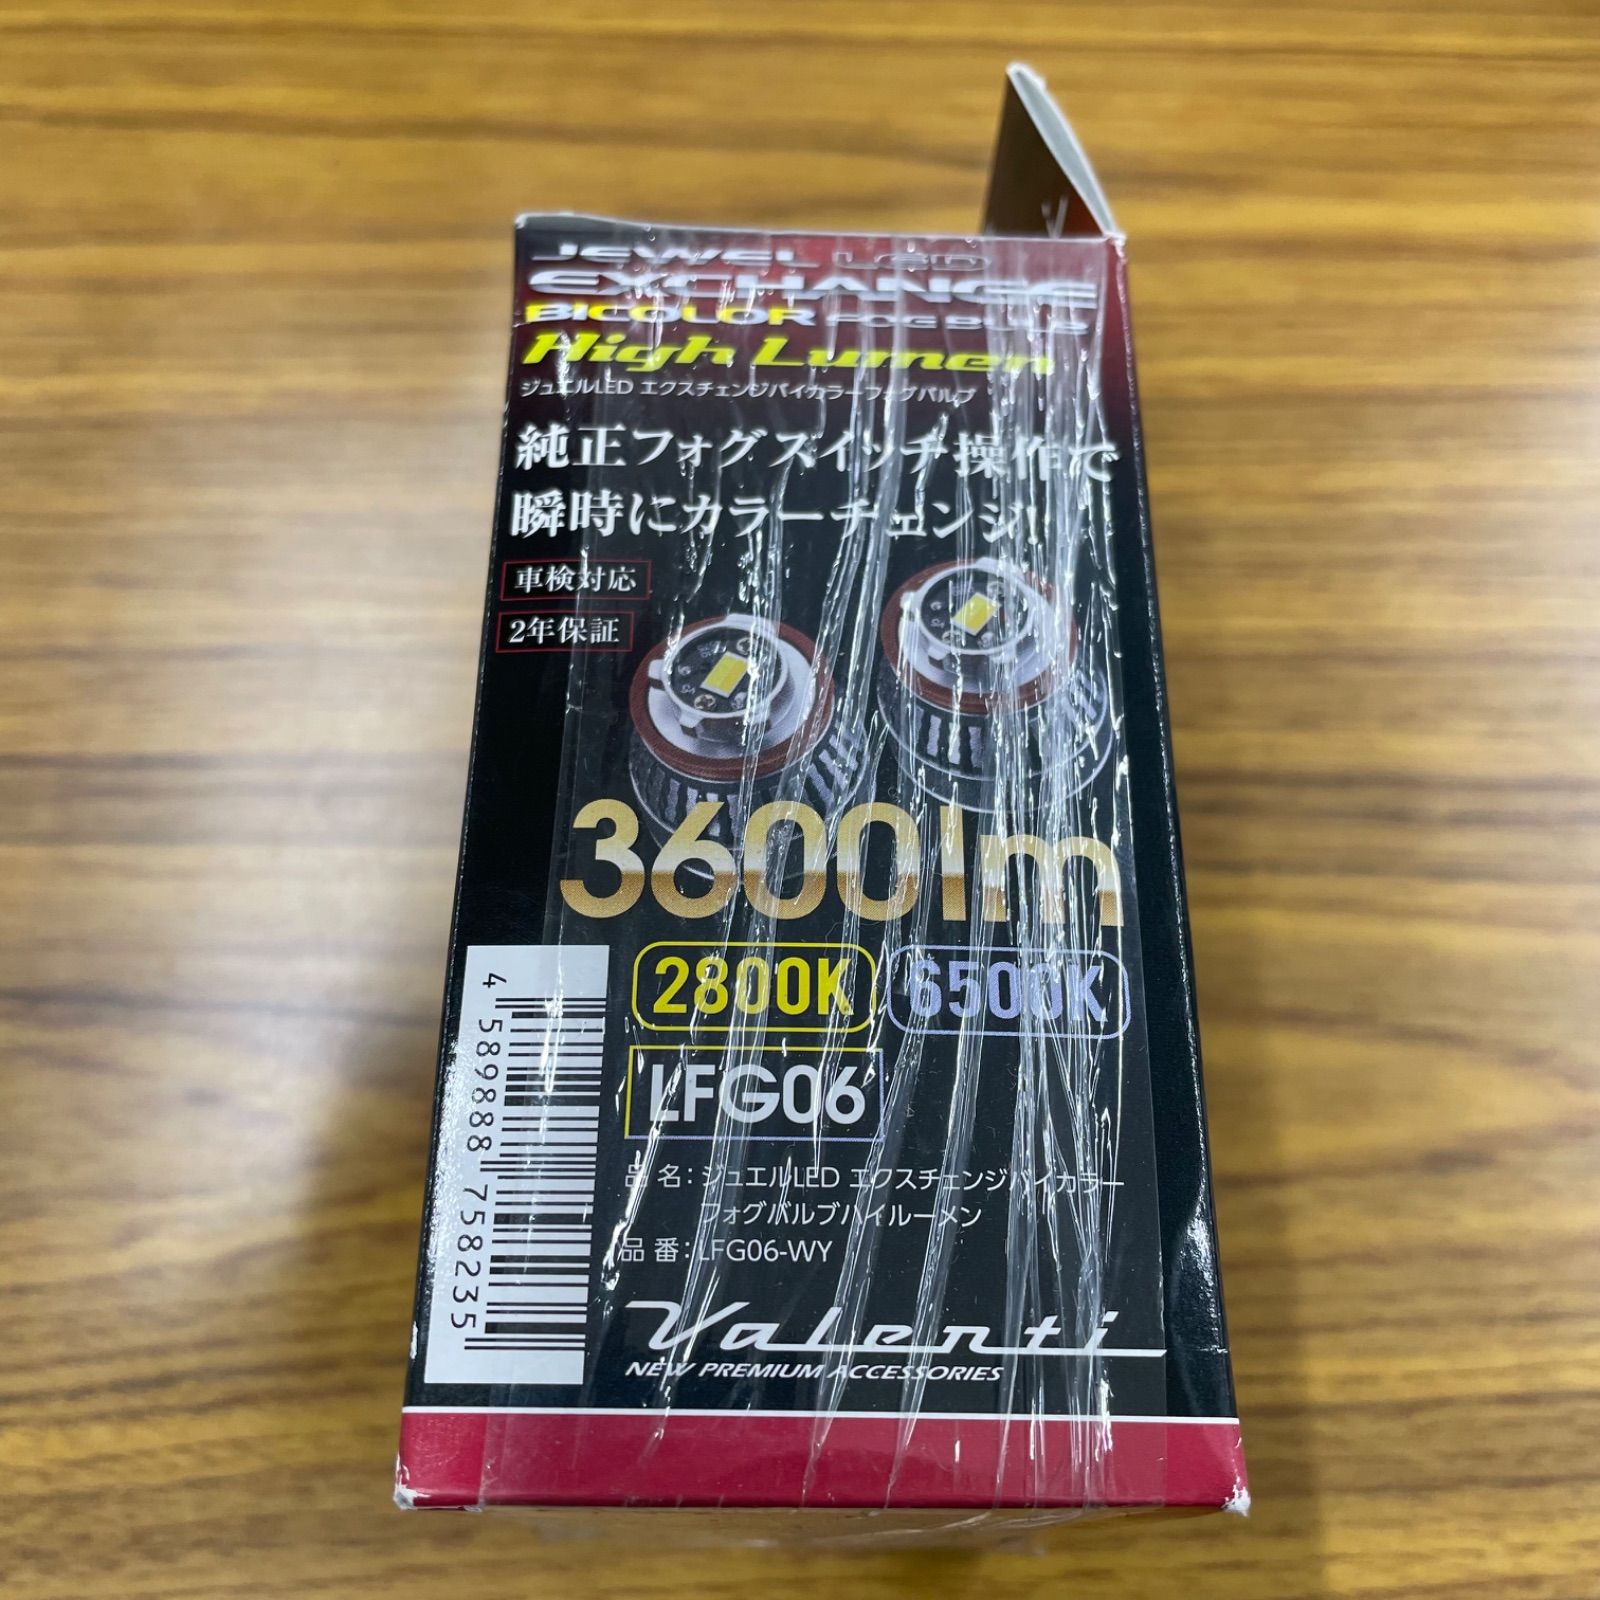 JEWEL LED
EXCHANGE
BICOLOR FOG BULB
High Lumen
ジュエルLED エクスチェンジバイカラーフォグバルブ
純正フォグスイッチ操作で
瞬時にカラーチェンジ!
車検対応
2年保証
3600lm
2800K 6500K
LFG06
品 名：ジュエルLED エクスチェンジバイカラー
フォグバルブハイルーメン
品 番：LFG06-WY
Valenti
NEW PREMIUM ACCESSORIES
4 589888 758235